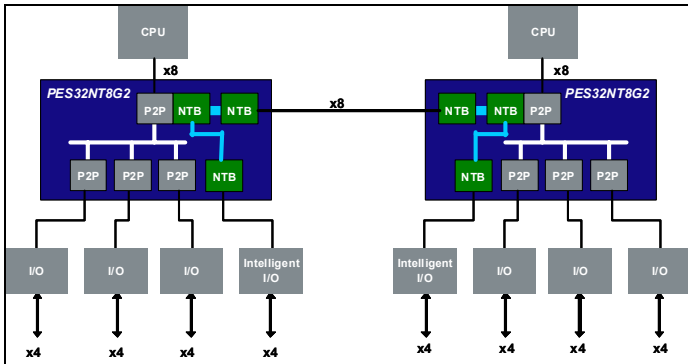 CPU
CPU
x8
x8
PES32NT8G2
PES32NT8G2
P2P
NTB
NTB
x8
NTB
NTB
P2P
P2P
P2P
P2P
NTB
NTB
P2P
P2P
P2P
I/O
I/O
I/O
Intelligent
I/O
Intelligent
I/O
I/O
I/O
I/O
x4
x4
x4
x4
x4
x4
x4
x4